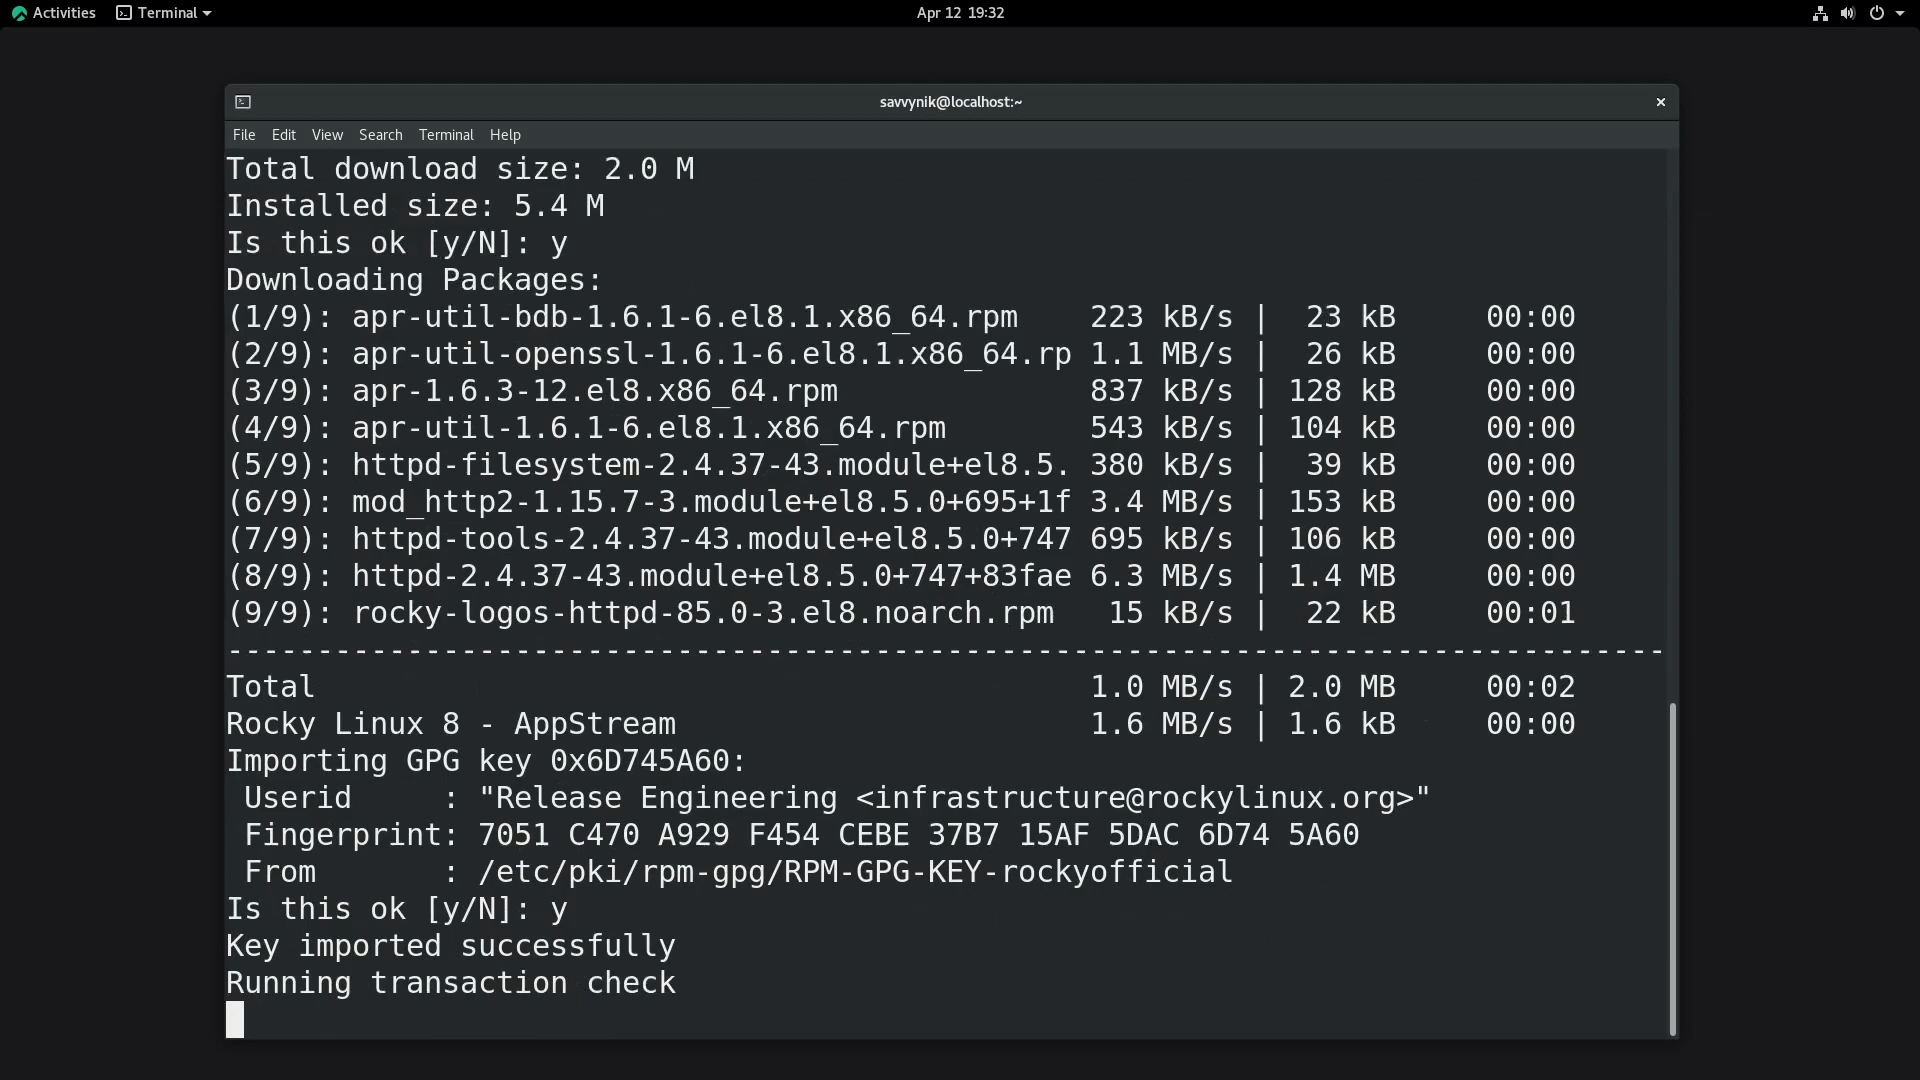 Activities Terminal Apr 12 19:32
savvynik@localhost:~ ×
File Edit View Search Terminal Help
Total download size: 2.0 M
Installed size: 5.4 M
Is this ok [y/N]: y
Downloading Packages:
(1/9): apr-util-bdb-1.6.1-6.el8.1.x86_64.rpm    223 kB/s |  23 kB     00:00
(2/9): apr-util-openssl-1.6.1-6.el8.1.x86_64.rp 1.1 MB/s |  26 kB     00:00
(3/9): apr-1.6.3-12.el8.x86_64.rpm              837 kB/s | 128 kB     00:00
(4/9): apr-util-1.6.1-6.el8.1.x86_64.rpm        543 kB/s | 104 kB     00:00
(5/9): httpd-filesystem-2.4.37-43.module+el8.5. 380 kB/s |  39 kB     00:00
(6/9): mod_http2-1.15.7-3.module+el8.5.0+695+1f 3.4 MB/s | 153 kB     00:00
(7/9): httpd-tools-2.4.37-43.module+el8.5.0+747 695 kB/s | 106 kB     00:00
(8/9): httpd-2.4.37-43.module+el8.5.0+747+83fae 6.3 MB/s | 1.4 MB     00:00
(9/9): rocky-logos-httpd-85.0-3.el8.noarch.rpm   15 kB/s |  22 kB     00:01
--------------------------------------------------------------------------------
Total                                           1.0 MB/s | 2.0 MB     00:02
Rocky Linux 8 - AppStream                       1.6 MB/s | 1.6 kB     00:00
Importing GPG key 0x6D745A60:
 Userid     : "Release Engineering <infrastructure@rockylinux.org>"
 Fingerprint: 7051 C470 A929 F454 CEBE 37B7 15AF 5DAC 6D74 5A60
 From       : /etc/pki/rpm-gpg/RPM-GPG-KEY-rockyofficial
Is this ok [y/N]: y
Key imported successfully
Running transaction check